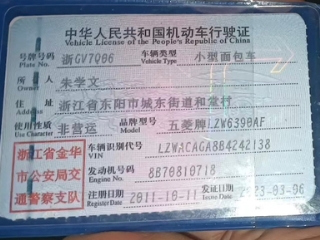 中华人民共和国机动车行驶证
Vehicle License of the People's Republic of China
号牌号码 浙GV7Q06 车辆类型 小型面包车
Plate No. Vehicle Type
所有人 朱学文
Owner
住址 浙江省东阳市城东街道和堂村
Address
使用性质 非营运 品牌型号 五菱牌LZW6390AF
Use Character Model
浙江省金华
市公安局交
通警察支队
车辆识别代号 LZWACAGA8B4242138
VIN
发动机号码 8B70810718
Engine No.
注册日期 2011-10-11 发证日期
Register Date Issue Date